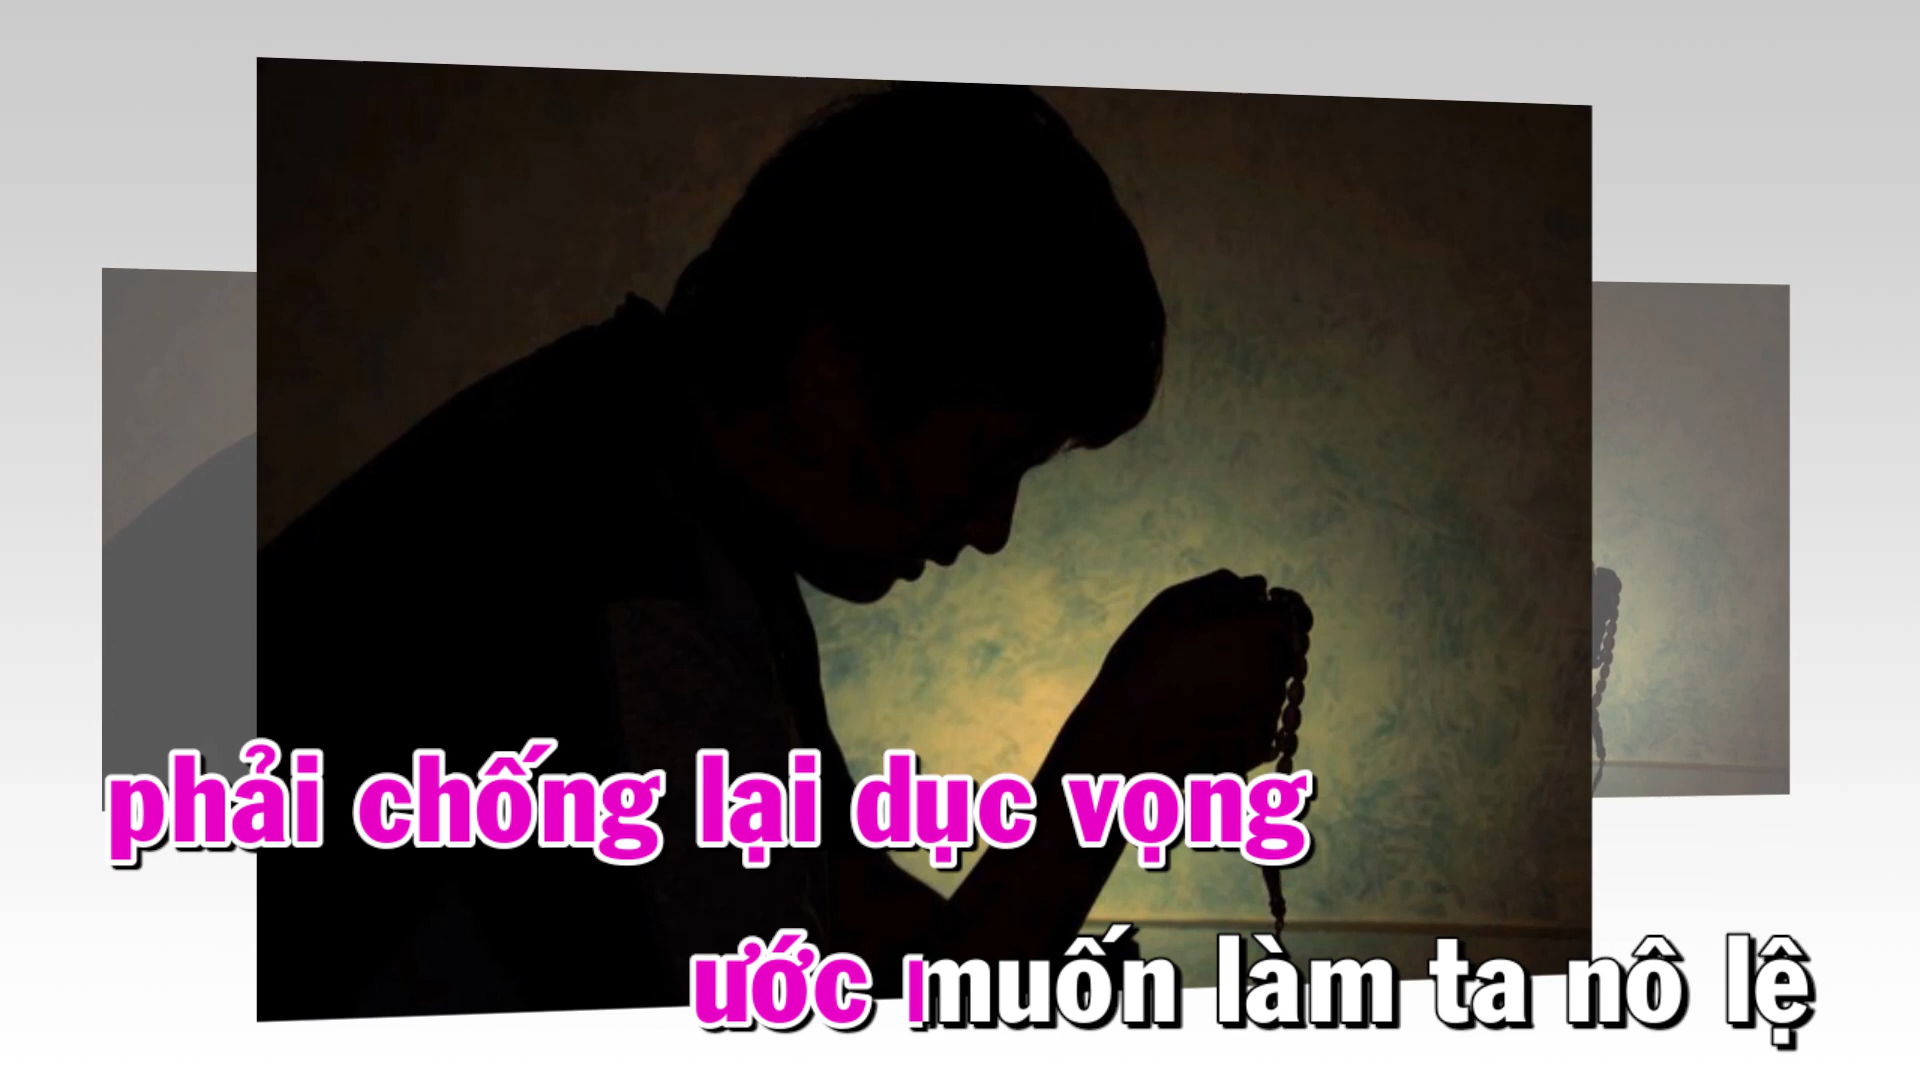 phải chống lại dục vọng
ước muốn làm ta nô lệ